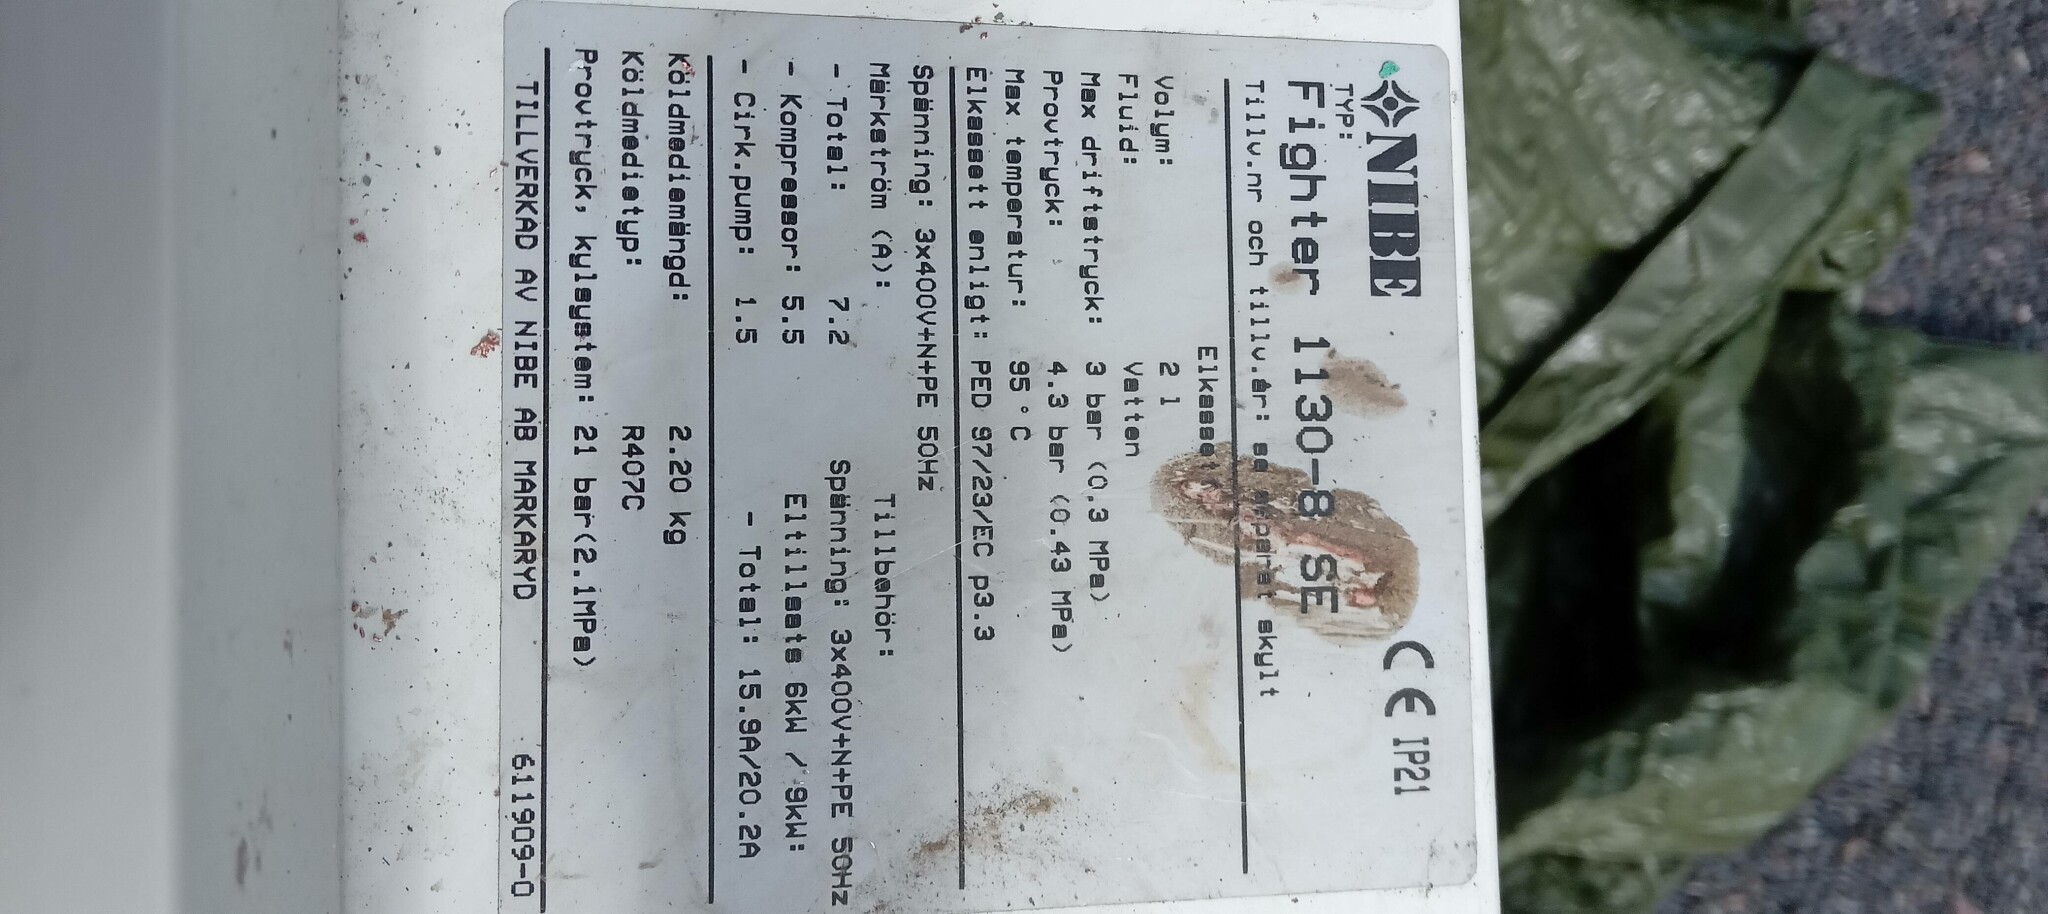 NIBE
CE IP21
TYP:
Fighter 1130-8 SE
Tillv.nr och tillv.år: se apparat skylt
Elkassett
Volym: 2 l
Fluid: Vatten
Max driftstryck: 3 bar (0.3 MPa)
Provtryck: 4.3 bar (0.43 MPa)
Max temperatur: 95 °C
Elkassett enligt: PED 97/23/EC p3.3
Spänning: 3x400V+N+PE 50Hz
Märkström (A): Tillbehör:
- Total: 7.2 Spänning: 3x400V+N+PE 50Hz
- Kompressor: 5.5 Eltillsats 6kW / 9kW:
- Cirk.pump: 1.5 - Total: 15.9A/20.2A
Köldmediemängd: 2.20 kg
Köldmedietyp: R407C
Provtryck, kylsystem: 21 bar(2.1MPa)
TILLVERKAD AV NIBE AB MARKARYD 611909-0